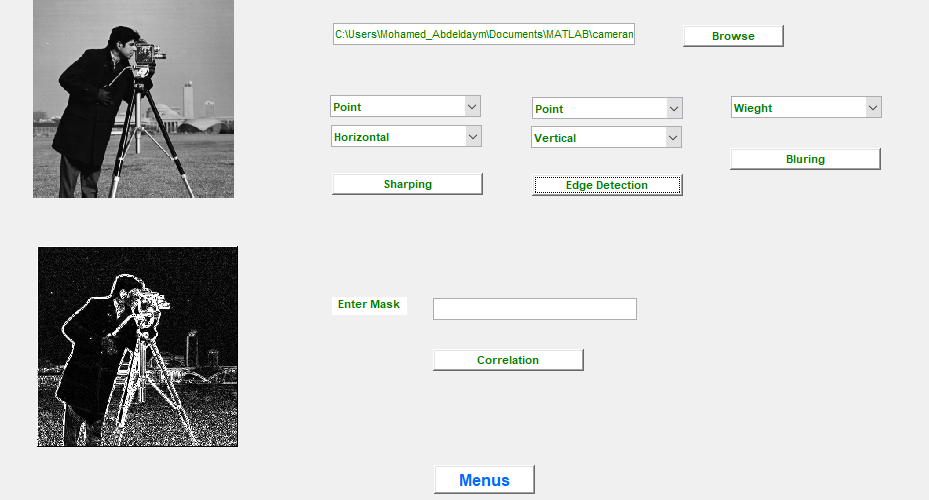 C:\Users\Mohamed_Abdeldaym\Documents\MATLAB\cameran
Browse
Point
Point
Wieght
Horizontal
Vertical
Bluring
Sharping
Edge Detection
Enter Mask
Correlation
Menus